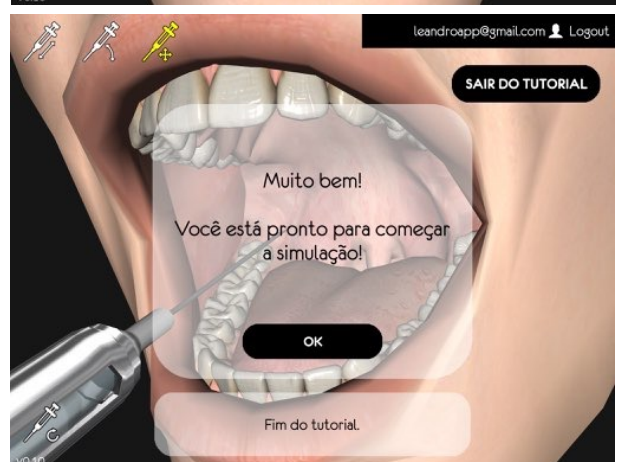 leandroapp@gmail.com Logout
SAIR DO TUTORIAL
Muito bem!
Você está pronto para começar
a simulação!
OK
Fim do tutorial.